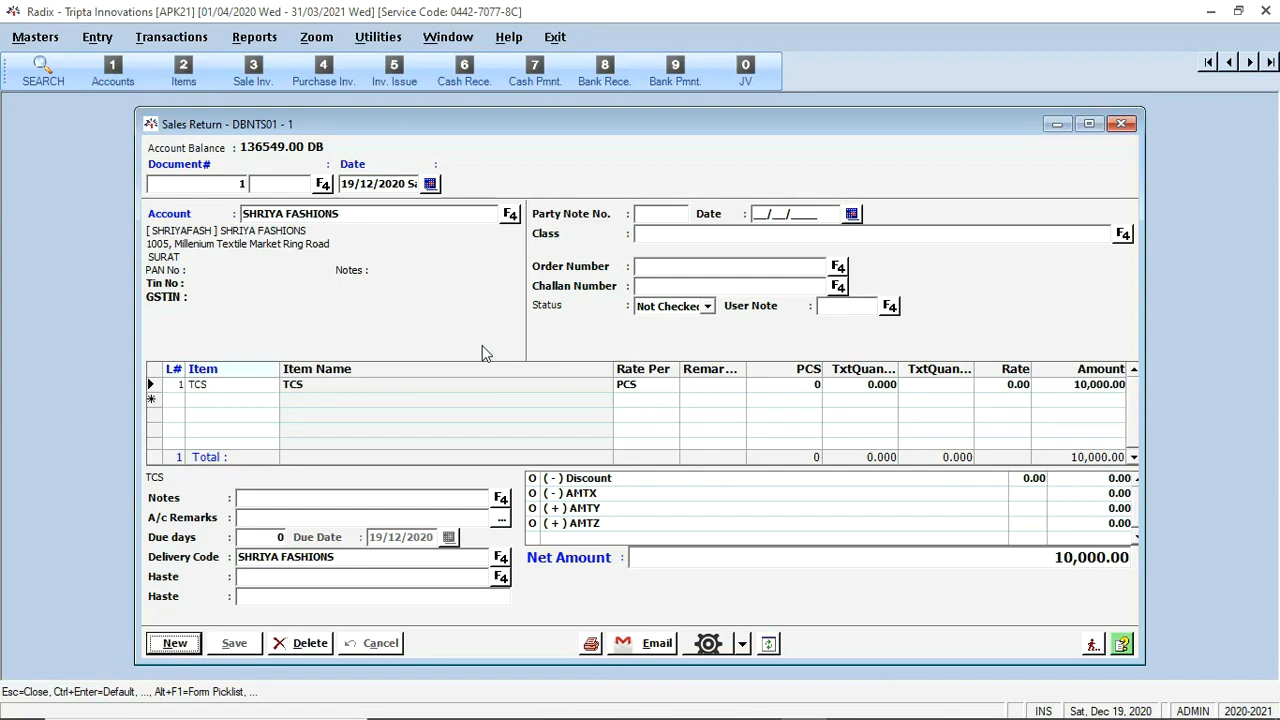 Radix - Tripta Innovations [APK21] [01/04/2020 Wed - 31/03/2021 Wed] [Service Code: 0442-7077-8C]
Masters Entry Transactions Reports Zoom Utilities Window Help Exit
1 2 3 4 5 6 7 8 9 0
SEARCH Accounts Items Sale Inv. Purchase Inv. Inv. Issue Cash Rece. Cash Pmnt. Bank Rece. Bank Pmnt. JV
Sales Return - DBNTS01 - 1
Account Balance : 136549.00 DB
Document# : Date :
1 F4 19/12/2020 Sa
Account : SHRIYA FASHIONS F4
[ SHRIYAFASH ] SHRIYA FASHIONS
1005, Millenium Textile Market Ring Road
SURAT
PAN No : Notes :
Tin No :
GSTIN :
Party Note No. : Date : __/__/____
Class : F4
Order Number : F4
Challan Number : F4
Status : Not Checked User Note : F4
L# Item Item Name Rate Per Remar... PCS TxtQuan... TxtQuan... Rate Amount
1 TCS TCS PCS 0 0.000 0.00 10,000.00
*
1 Total : 0 0.000 0.000 10,000.00
TCS
Notes : F4
A/c Remarks : ...
Due days : 0 Due Date : 19/12/2020
Delivery Code : SHRIYA FASHIONS F4
Haste : F4
Haste :
O ( - ) Discount 0.00 0.00
O ( - ) AMTX 0.00
O ( + ) AMTY 0.00
O ( + ) AMTZ 0.00
Net Amount : 10,000.00
New Save Delete Cancel Email
Esc=Close, Ctrl+Enter=Default, ..., Alt+F1=Form Picklist, ...
INS Sat, Dec 19, 2020 ADMIN 2020-2021